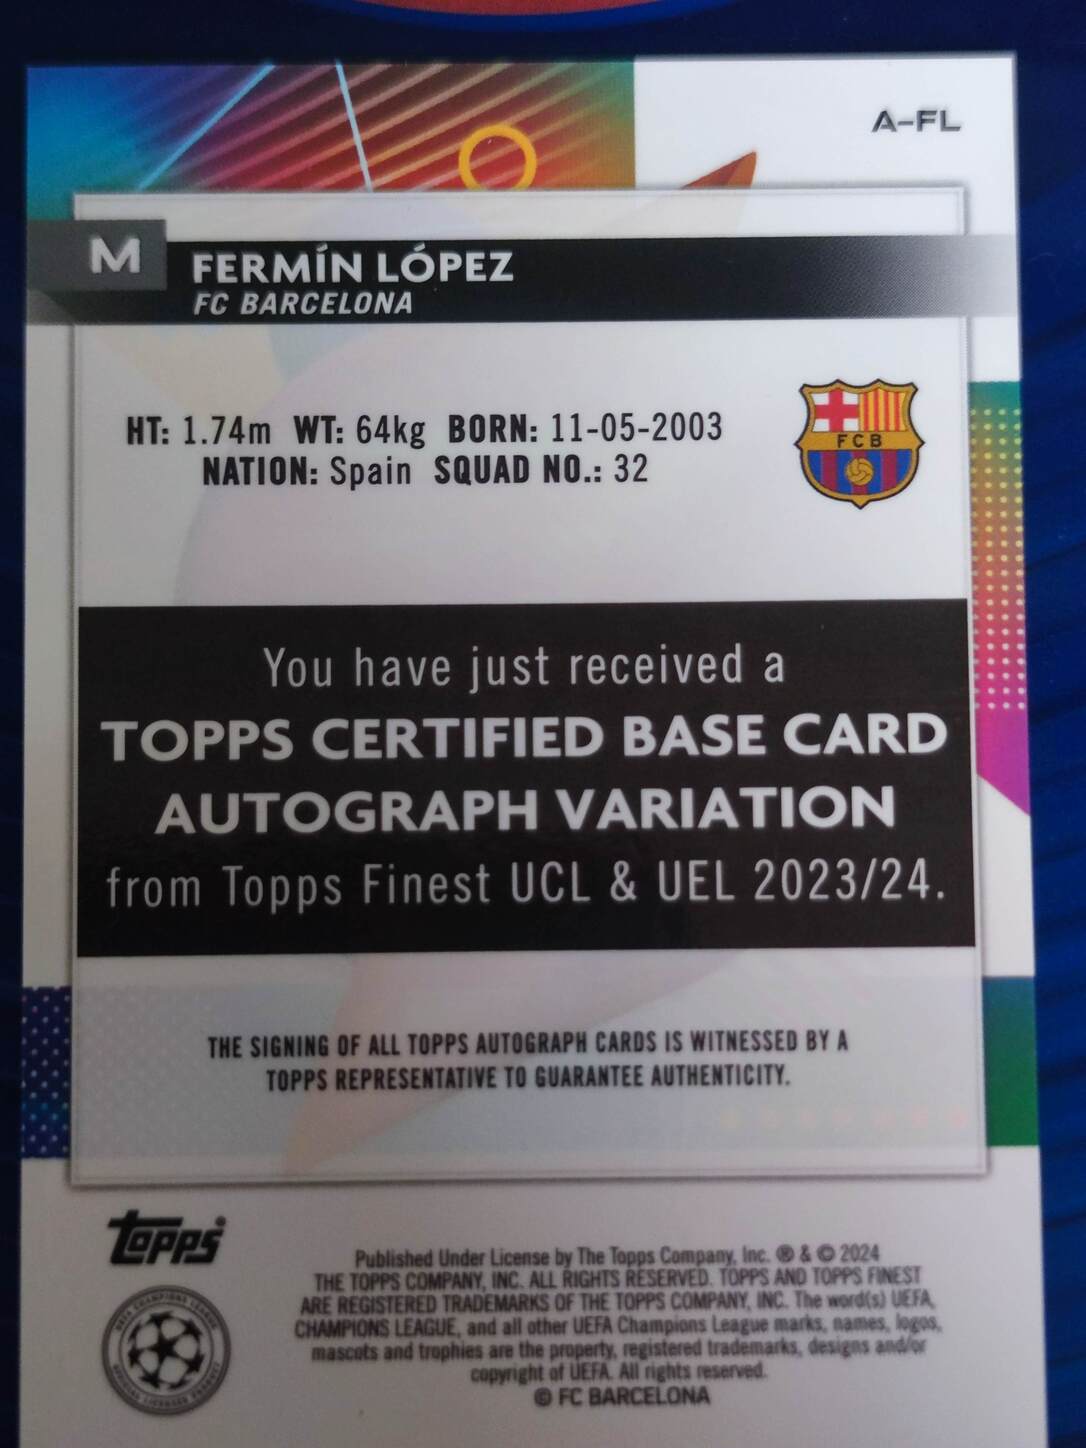 A-FL
M
FERMÍN LÓPEZ
FC BARCELONA
HT: 1.74m WT: 64kg BORN: 11-05-2003
NATION: Spain SQUAD NO.: 32
FCB
You have just received a
TOPPS CERTIFIED BASE CARD
AUTOGRAPH VARIATION
from Topps Finest UCL & UEL 2023/24.
THE SIGNING OF ALL TOPPS AUTOGRAPH CARDS IS WITNESSED BY A
TOPPS REPRESENTATIVE TO GUARANTEE AUTHENTICITY.
topps
Published Under License by The Topps Company, Inc. ® & © 2024
THE TOPPS COMPANY, INC. ALL RIGHTS RESERVED. TOPPS AND TOPPS FINEST
ARE REGISTERED TRADEMARKS OF THE TOPPS COMPANY, INC. The word(s) UEFA,
CHAMPIONS LEAGUE, and all other UEFA Champions League marks, names, logos,
mascots and trophies are the property, registered trademarks, designs and/or
copyright of UEFA. All rights reserved.
© FC BARCELONA
UEFA CHAMPIONS LEAGUE
OFFICIAL LICENSED PRODUCT